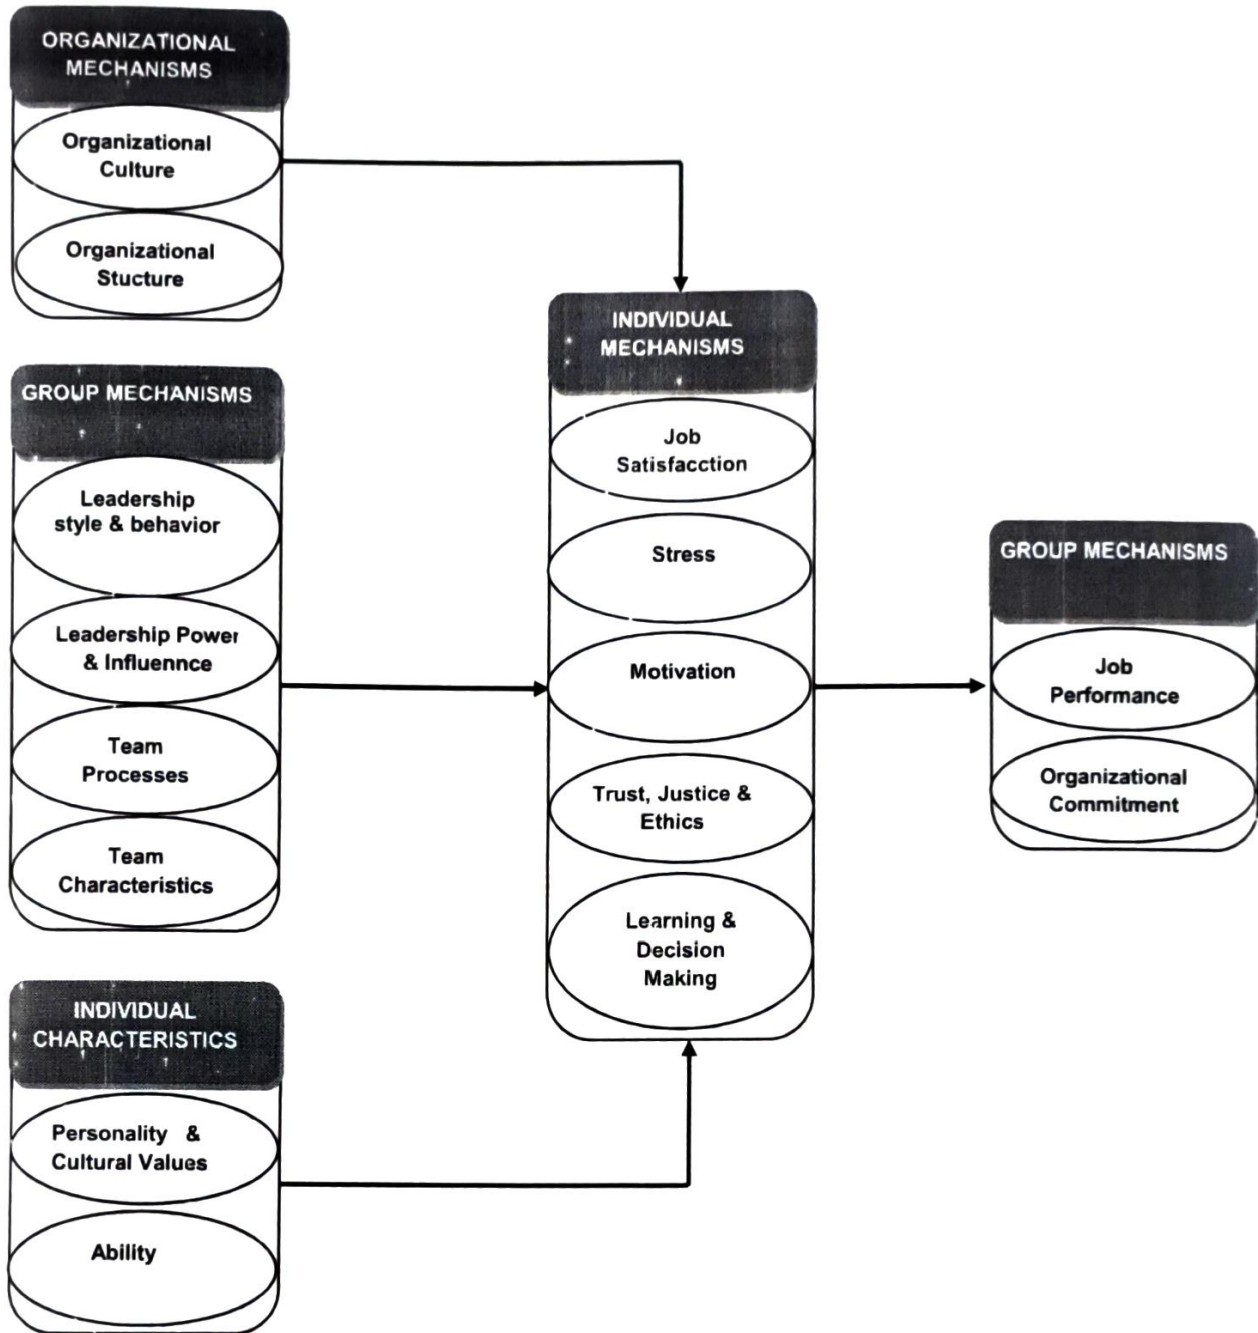 ORGANIZATIONAL
MECHANISMS
Organizational
Culture
Organizational
Stucture
GROUP MECHANISMS
Leadership
style & behavior
Leadership Power
& Influennce
Team
Processes
Team
Characteristics
INDIVIDUAL
CHARACTERISTICS
Personality &
Cultural Values
Ability
INDIVIDUAL
MECHANISMS
Job
Satisfacction
Stress
Motivation
Trust, Justice &
Ethics
Learning &
Decision
Making
GROUP MECHANISMS
Job
Performance
Organizational
Commitment